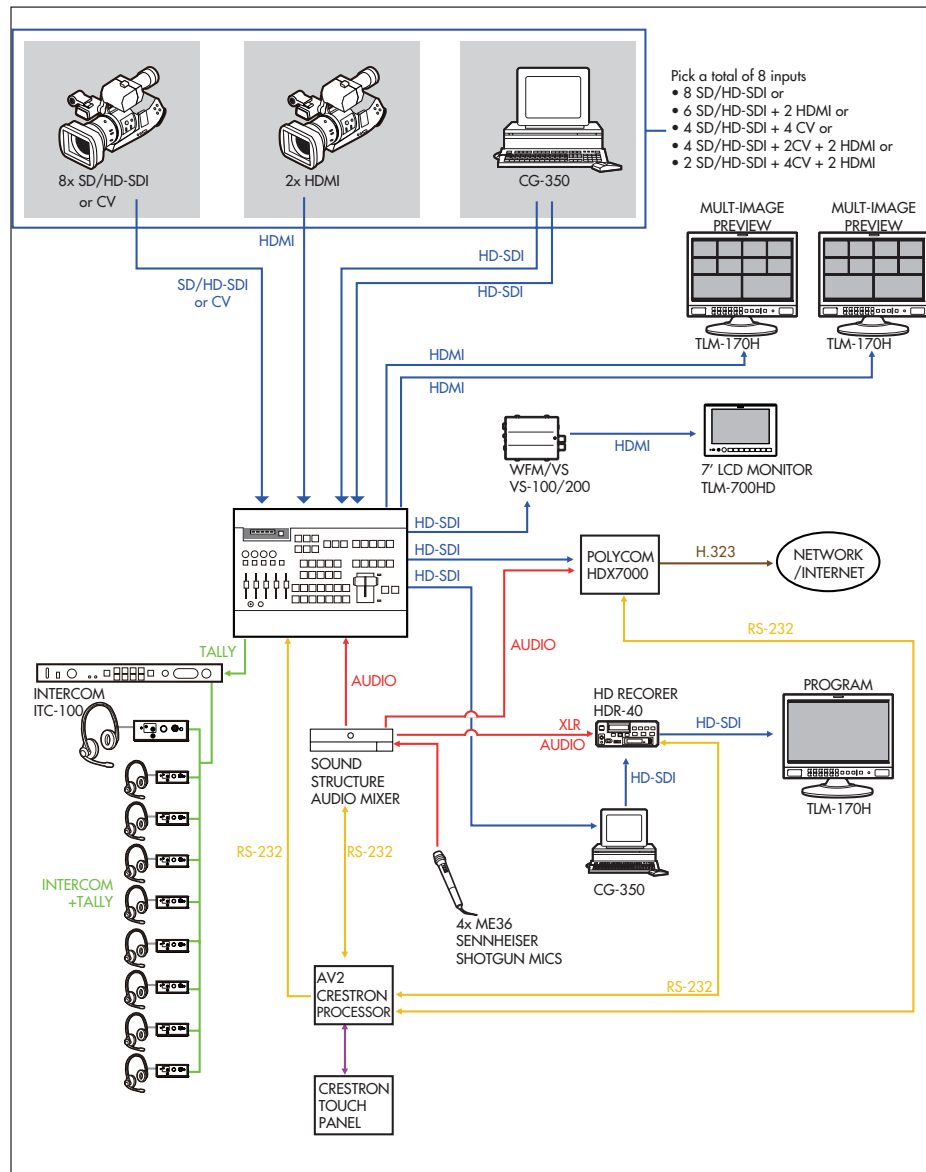 Pick a total of 8 inputs
• 8 SD/HD-SDI or
• 6 SD/HD-SDI + 2 HDMI or
• 4 SD/HD-SDI + 4 CV or
• 4 SD/HD-SDI + 2CV + 2 HDMI or
• 2 SD/HD-SDI + 4CV + 2 HDMI
8x SD/HD-SDI
or CV
2x HDMI
CG-350
MULT-IMAGE
PREVIEW
MULT-IMAGE
PREVIEW
HDMI
HD-SDI
SD/HD-SDI
or CV
HD-SDI
TLM-170H
TLM-170H
HDMI
HDMI
HDMI
WFM/VS
VS-100/200
7' LCD MONITOR
TLM-700HD
HD-SDI
HD-SDI
HD-SDI
POLYCOM
HDX7000
H.323
NETWORK
/INTERNET
RS-232
TALLY
AUDIO
AUDIO
INTERCOM
ITC-100
HD RECORER
HDR-40
PROGRAM
XLR
AUDIO
HD-SDI
SOUND
STRUCTURE
AUDIO MIXER
HD-SDI
TLM-170H
RS-232
RS-232
CG-350
INTERCOM
+TALLY
4x ME36
SENNHEISER
SHOTGUN MICS
AV2
CRESTRON
PROCESSOR
RS-232
CRESTRON
TOUCH
PANEL